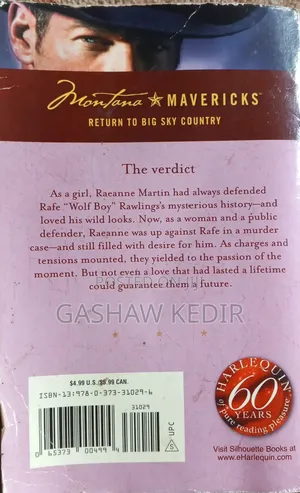 Montana ★ MAVERICKS™
RETURN TO BIG SKY COUNTRY
The verdict
As a girl, Raeanne Martin had always defended
Rafe "Wolf Boy" Rawlings's mysterious history—and
loved his wild looks. Now, as a woman and a public
defender, Raeanne was up against Rafe in a murder
case—and still filled with desire for him. As charges and
tensions mounted, they yielded to the passion of the
moment. But not even a love that had lasted a lifetime
could guarantee them a future.
GASHAW KEDIR
$4.99 U.S./$5.99 CAN.
ISBN-13:978-0-373-31029-6
31029
0 65373 00499 4
UPC
S
HARLEQUIN
60
YEARS
of pure reading pleasure
Visit Silhouette Books at
www.eHarlequin.com